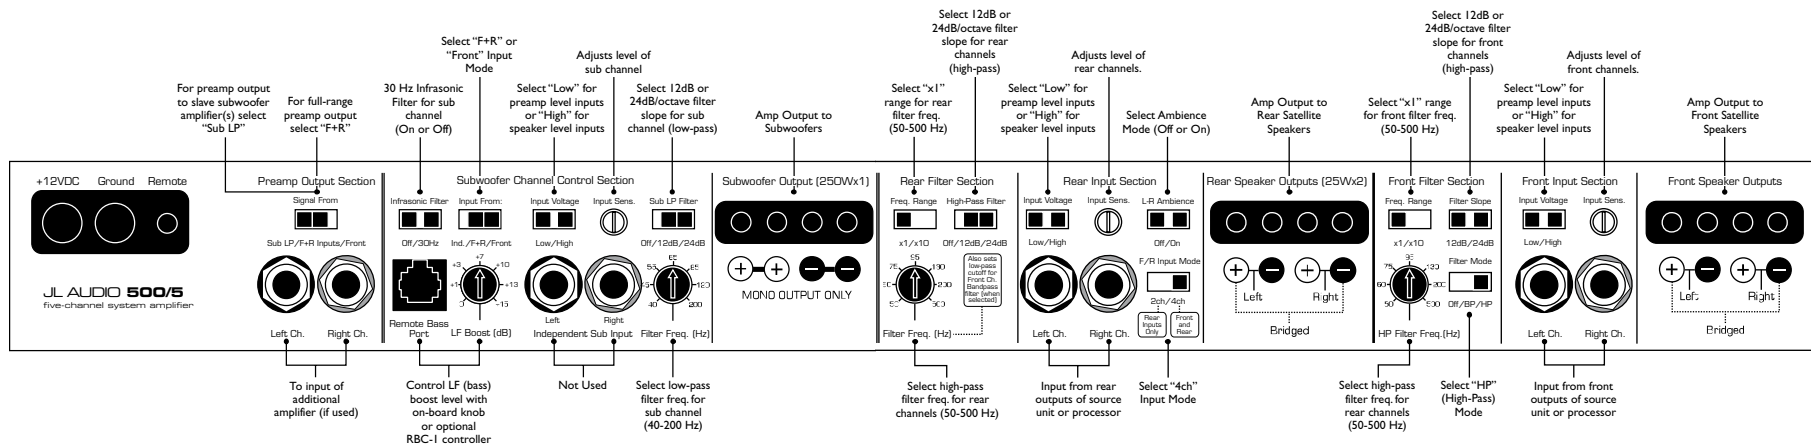 For preamp output
to slave subwoofer
amplifier(s) select
“Sub LP”
For full-range
preamp output
select “F+R”
30 Hz Infrasonic
Filter for sub
channel
(On or Off)
Select “F+R” or
“Front” Input
Mode
Select “Low” for
preamp level inputs
or “High” for
speaker level inputs
Adjusts level of
sub channel
Select 12dB or
24dB/octave filter
slope for sub
channel (low-pass)
Amp Output to
Subwoofers
Select “x1”
range for rear
filter freq.
(50-500 Hz)
Select 12dB or
24dB/octave filter
slope for rear
channels
(high-pass)
Select “Low” for
preamp level inputs
or “High” for
speaker level inputs
Adjusts level of
rear channels.
Select Ambience
Mode (Off or On)
Amp Output to
Rear Satellite
Speakers
Select “x1” range
for front filter freq.
(50-500 Hz)
Select 12dB or
24dB/octave filter
slope for front
channels
(high-pass)
Select “Low” for
preamp level inputs
or “High” for
speaker level inputs
Adjusts level of
front channels.
Amp Output to
Front Satellite
Speakers
+12VDC Ground Remote
JL AUDIO 500/5
five-channel system amplifier
Preamp Output Section
Signal From
Sub LP/F+R Inputs/Front
Left Ch. Right Ch.
Subwoofer Channel Control Section
Infrasonic Filter
Off/30Hz
Remote Bass
Port
Input From:
Ind./F+R/Front
+7
+3 +10
+1 +13
0 +15
LF Boost (dB)
Input Voltage
Low/High
Input Sens.
Left Right
Independent Sub Input
Sub LP Filter
Off/12dB/24dB
85
120
40 200
Filter Freq. (Hz)
Subwoofer Output (250Wx1)
+ + – –
MONO OUTPUT ONLY
Rear Filter Section
Freq. Range
x1/x10
95
75
500
Filter Freq. (Hz)
High-Pass Filter
Off/12dB/24dB
Also sets
low-pass
cutoff for
Front Ch.
Bandpass
filter (when
selected)
Rear Input Section
Input Voltage
Low/High
Input Sens.
Left Ch. Right Ch.
L-R Ambience
Off/On
F/R Input Mode
2ch/4ch
Rear
Inputs
Only
Front
and
Rear
Rear Speaker Outputs (25Wx2)
+ – + –
Left Right
Bridged
Front Filter Section
Freq. Range
x1/x10
95
75
60
50 500
HP Filter Freq.(Hz)
Filter Slope
12dB/24dB
Filter Mode
Off/BP/HP
Front Input Section
Input Voltage
Low/High
Input Sens.
Left Ch. Right Ch.
Front Speaker Outputs
+ – + –
Left Right
Bridged
To input of
additional
amplifier (if used)
Control LF (bass)
boost level with
on-board knob
or optional
RBC-1 controller
Not Used
Select low-pass
filter freq. for
sub channel
(40-200 Hz)
Select high-pass
filter freq. for rear
channels (50-500 Hz)
Input from rear
outputs of source
unit or processor
Select “4ch”
Input Mode
Select high-pass
filter freq. for
rear channels
(50-500 Hz)
Select “HP”
(High-Pass)
Mode
Input from front
outputs of source
unit or processor